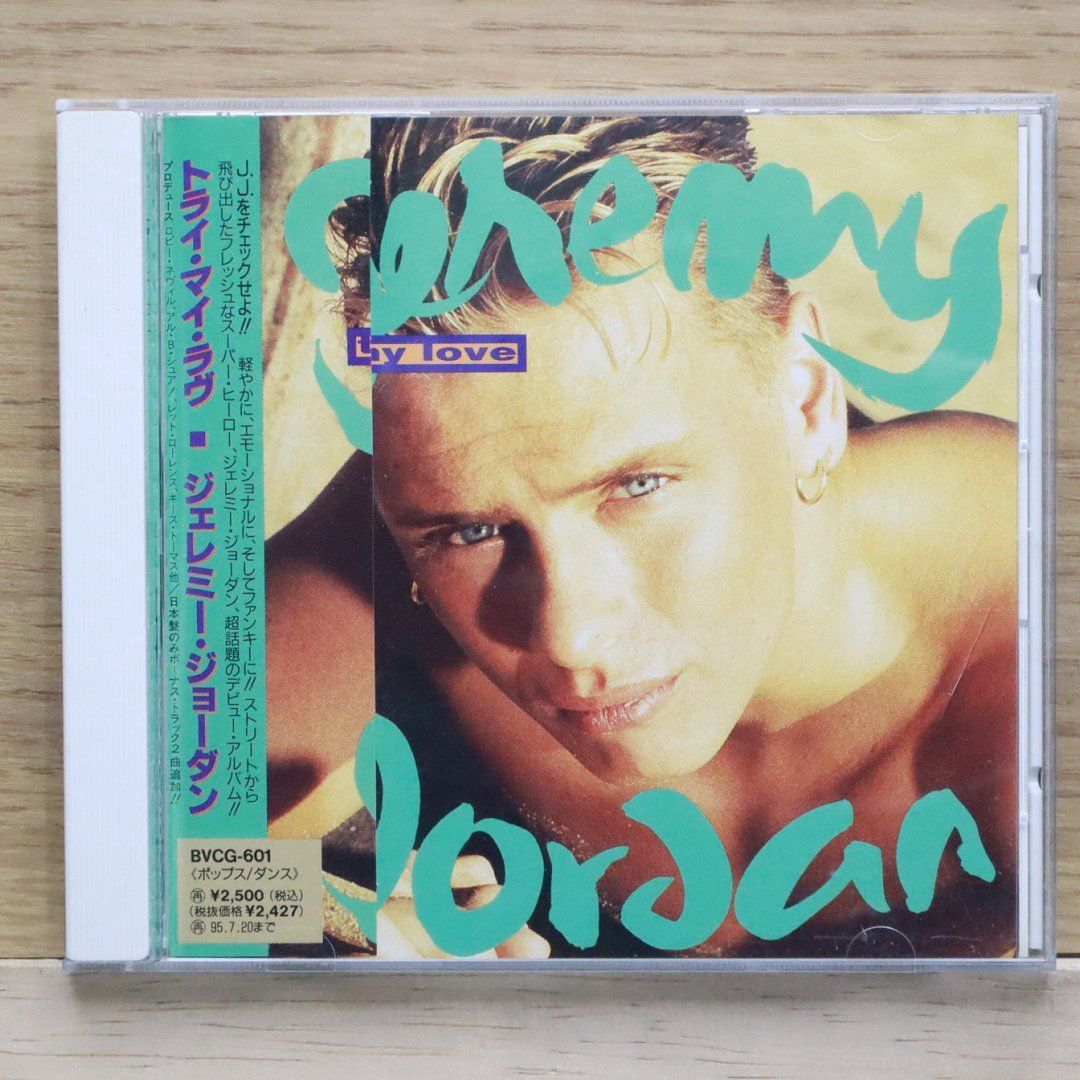 トライ・マイ・ラヴ ■ ジェレミー・ジョーダン
J.J.をチェックせよ!! 軽やかに、エモーショナルに、そしてファンキーに!! ストリートから
飛び出したフレッシュなスーパー・ヒーロー、ジェレミー・ジョーダン、超話題のデビュー・アルバム!!
プロデュース:ロビー・ネヴィル、アル・B・シュア!、レット・ローレンス、キース・トーマス他/日本盤のみボーナス・トラック2曲追加!!
Jeremy
my love
Jordan
BVCG-601
《ポップス/ダンス》
再 ¥2,500(税込)
(税抜価格 ¥2,427)
再 95.7.20まで